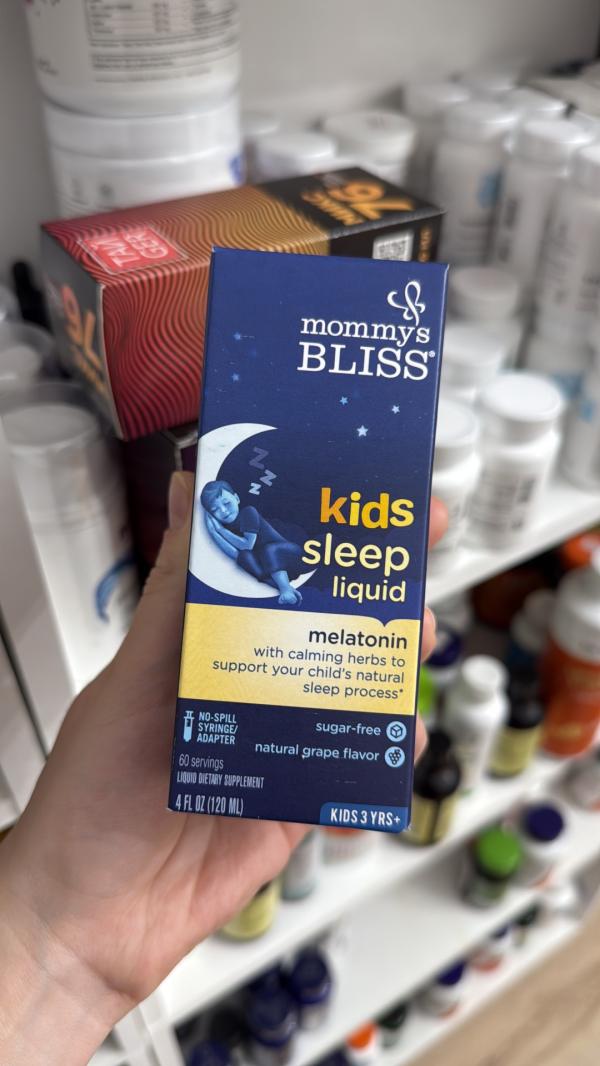 mommy's
BLISS®
z
z
z
kids
sleep
liquid
melatonin
with calming herbs to
support your child's natural
sleep process*
NO-SPILL
SYRINGE/
ADAPTER
sugar-free
natural grape flavor
60 servings
LIQUID DIETARY SUPPLEMENT
4 FL OZ (120 ML)
KIDS 3 YRS+